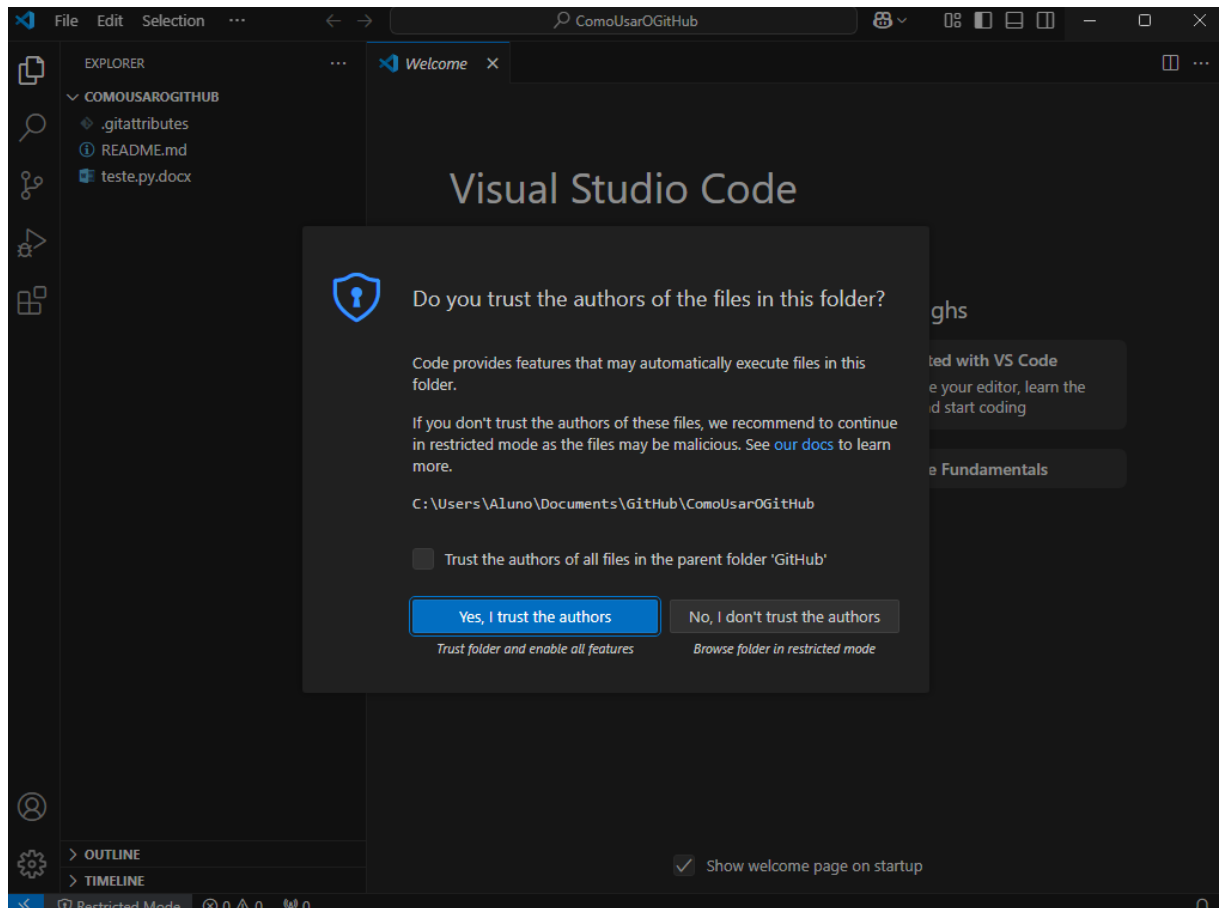 File Edit Selection ··· ComoUsarOGitHub
EXPLORER ··· Welcome
COMOUSAROGITHUB
.gitattributes
README.md
teste.py.docx
Visual Studio Code
Do you trust the authors of the files in this folder?
ghs
Code provides features that may automatically execute files in this
folder.
ted with VS Code
e your editor, learn the
d start coding
If you don't trust the authors of these files, we recommend to continue
in restricted mode as the files may be malicious. See our docs to learn
more.
e Fundamentals
C:\Users\Aluno\Documents\GitHub\ComoUsarOGitHub
Trust the authors of all files in the parent folder 'GitHub'
Yes, I trust the authors No, I don't trust the authors
Trust folder and enable all features Browse folder in restricted mode
OUTLINE
Show welcome page on startup
TIMELINE
Restricted Mode 0 0 0